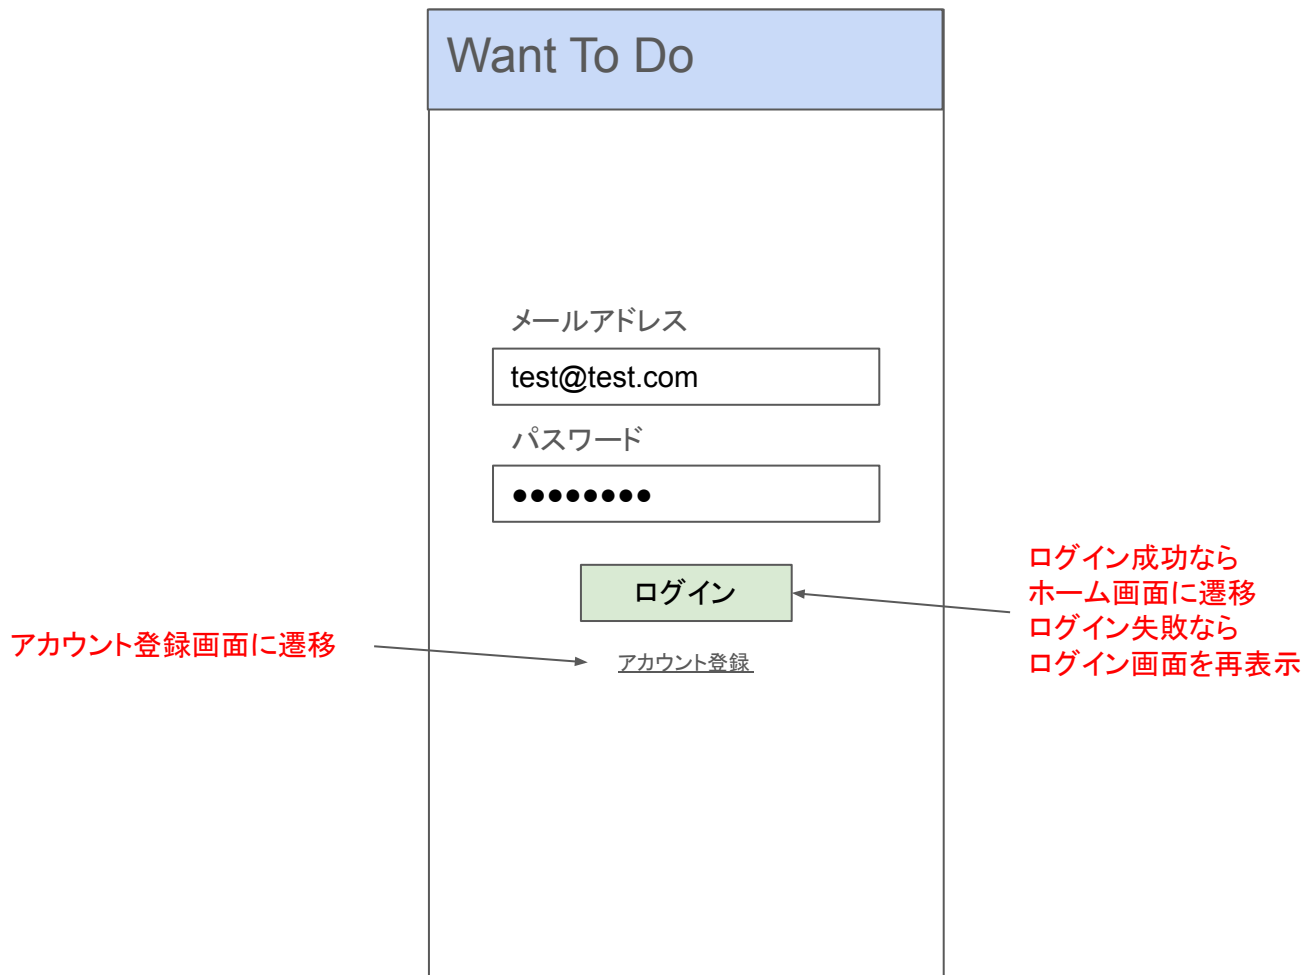 Want To Do
メールアドレス
test@test.com
パスワード
●●●●●●●●
ログイン
アカウント登録
アカウント登録画面に遷移
ログイン成功なら
ホーム画面に遷移
ログイン失敗なら
ログイン画面を再表示